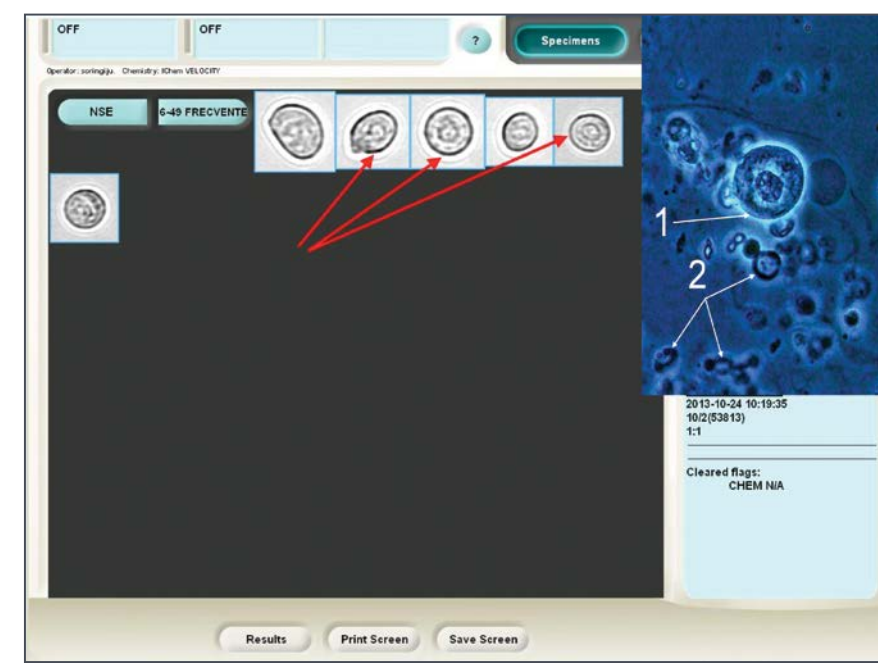 OFF
OFF
?
Specimens
Operator: soringiju. Chemistry: IChem VELOCITY
NSE
6-49 FRECVENTE
1
2
2013-10-24 10:19:35
10/2(53813)
1:1
Cleared flags:
CHEM N/A
Results
Print Screen
Save Screen